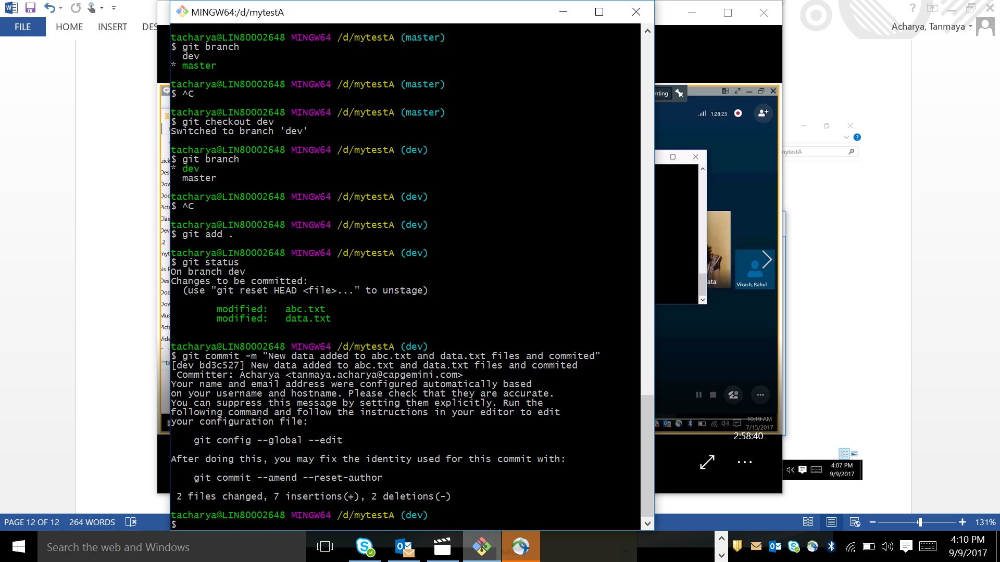 MINGW64:/d/mytestA
FILE HOME INSERT DES
Acharya, Tanmaya
tacharya@LIN80002648 MINGW64 /d/mytestA (master)
$ git branch
dev
* master
tacharya@LIN80002648 MINGW64 /d/mytestA (master)
$ ^C
tacharya@LIN80002648 MINGW64 /d/mytestA (master)
$ git checkout dev
Switched to branch 'dev'
tacharya@LIN80002648 MINGW64 /d/mytestA (dev)
$ git branch
* dev
master
tacharya@LIN80002648 MINGW64 /d/mytestA (dev)
$ ^C
tacharya@LIN80002648 MINGW64 /d/mytestA (dev)
$ git add .
tacharya@LIN80002648 MINGW64 /d/mytestA (dev)
$ git status
On branch dev
Changes to be committed:
(use "git reset HEAD <file>..." to unstage)
modified: abc.txt
modified: data.txt
tacharya@LIN80002648 MINGW64 /d/mytestA (dev)
$ git commit -m "New data added to abc.txt and data.txt files and commited"
[dev bd3c527] New data added to abc.txt and data.txt files and commited
Committer: Acharya <tanmaya.acharya@capgemini.com>
Your name and email address were configured automatically based
on your username and hostname. Please check that they are accurate.
You can suppress this message by setting them explicitly. Run the
following command and follow the instructions in your editor to edit
your configuration file:
git config --global --edit
After doing this, you may fix the identity used for this commit with:
git commit --amend --reset-author
2 files changed, 7 insertions(+), 2 deletions(-)
tacharya@LIN80002648 MINGW64 /d/mytestA (dev)
$
nting
1:28:23
nytestA
ata
Vikash, Rahul
10:19 AM
7/15/2017
2:58:40
4:07 PM
9/9/2017
PAGE 12 OF 12 264 WORDS
131%
Search the web and Windows
4:10 PM
9/9/2017